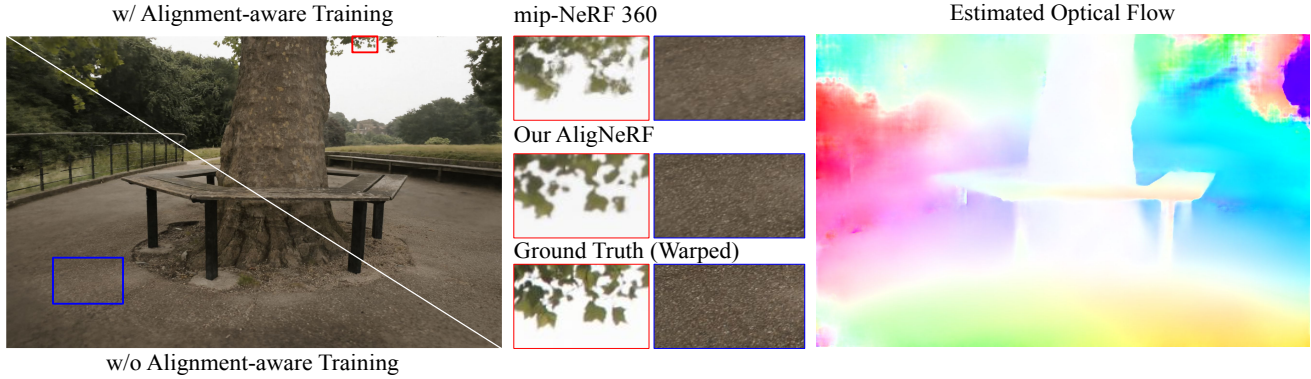 w/ Alignment-aware Training
mip-NeRF 360
Estimated Optical Flow
Our AligNeRF
Ground Truth (Warped)
w/o Alignment-aware Training